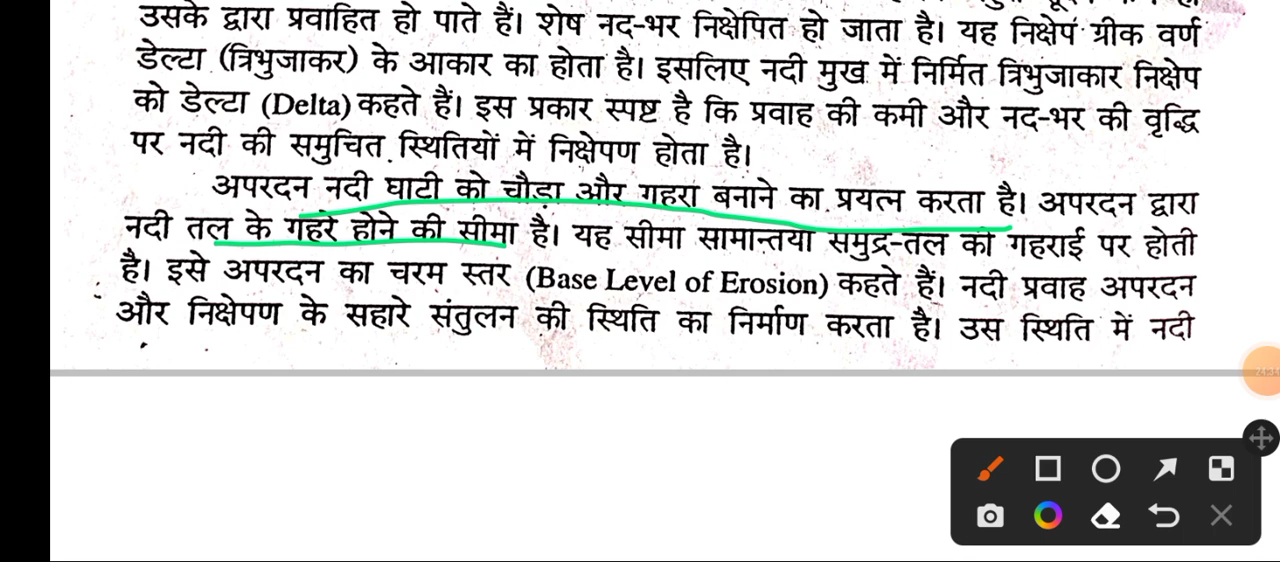 उसके द्वारा प्रवाहित हो पाते हैं। शेष नद-भर निक्षेपित हो जाता है। यह निक्षेप ग्रीक वर्ण
डेल्टा (त्रिभुजाकर) के आकार का होता है। इसलिए नदी मुख में निर्मित त्रिभुजाकार निक्षेप
को डेल्टा (Delta) कहते हैं। इस प्रकार स्पष्ट है कि प्रवाह की कमी और नद-भर की वृद्धि
पर नदी की समुचित स्थितियों में निक्षेपण होता है।
अपरदन नदी घाटी को चौड़ा और गहरा बनाने का प्रयत्न करता है। अपरदन द्वारा
नदी तल के गहरे होने की सीमा है। यह सीमा सामान्तया समुद्र-तल की गहराई पर होती
है। इसे अपरदन का चरम स्तर (Base Level of Erosion) कहते हैं। नदी प्रवाह अपरदन
और निक्षेपण के सहारे संतुलन की स्थिति का निर्माण करता है। उस स्थिति में नदी